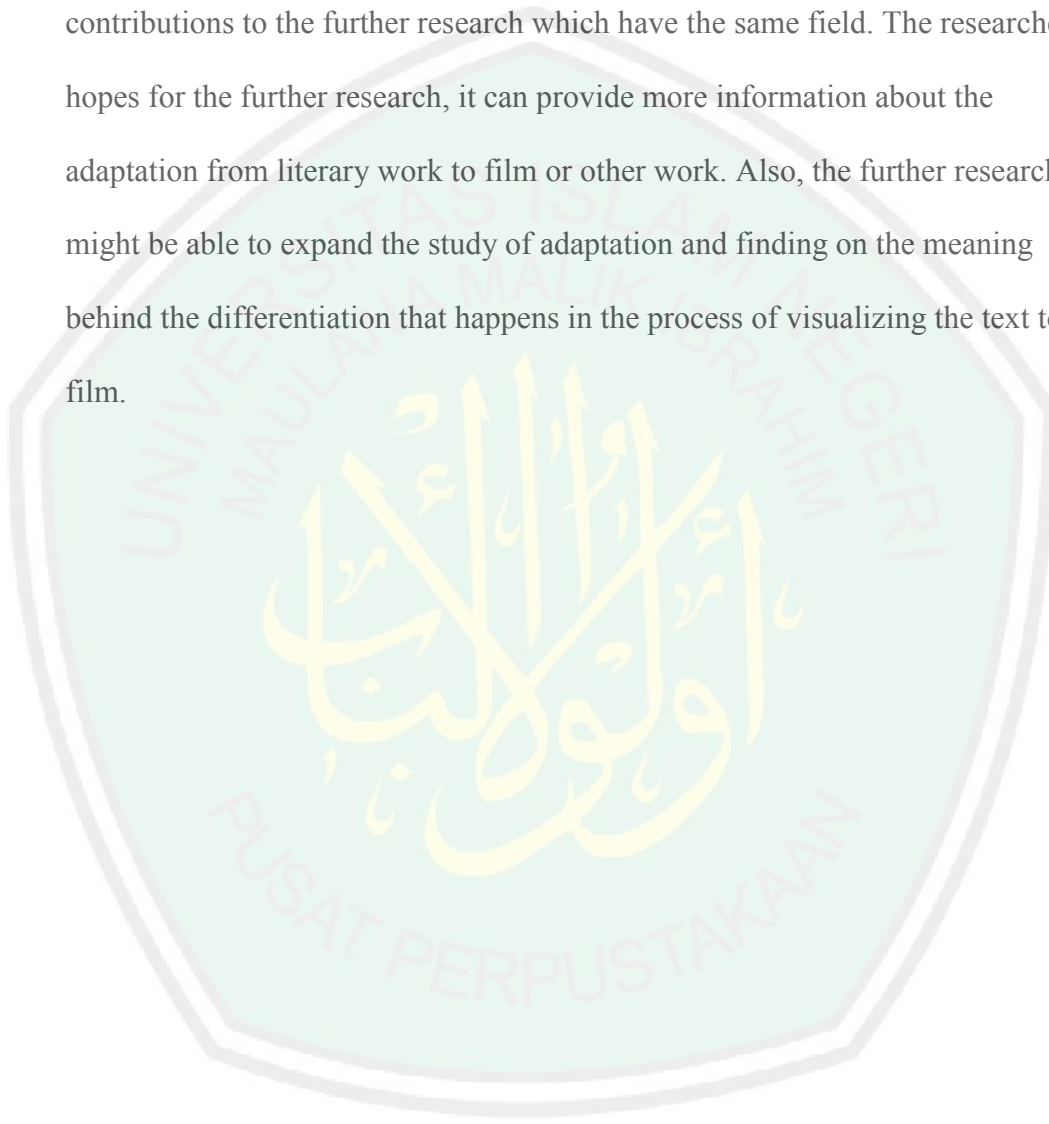 contributions to the further research which have the same field. The researche
hopes for the further research, it can provide more information about the
adaptation from literary work to film or other work. Also, the further research
might be able to expand the study of adaptation and finding on the meaning
behind the differentiation that happens in the process of visualizing the text to
film.
UNIVERSITAS ISLAM NEGERI
MAULANA MALIK IBRAHIM
أولوا الألباب
PUSAT PERPUSTAKAAN